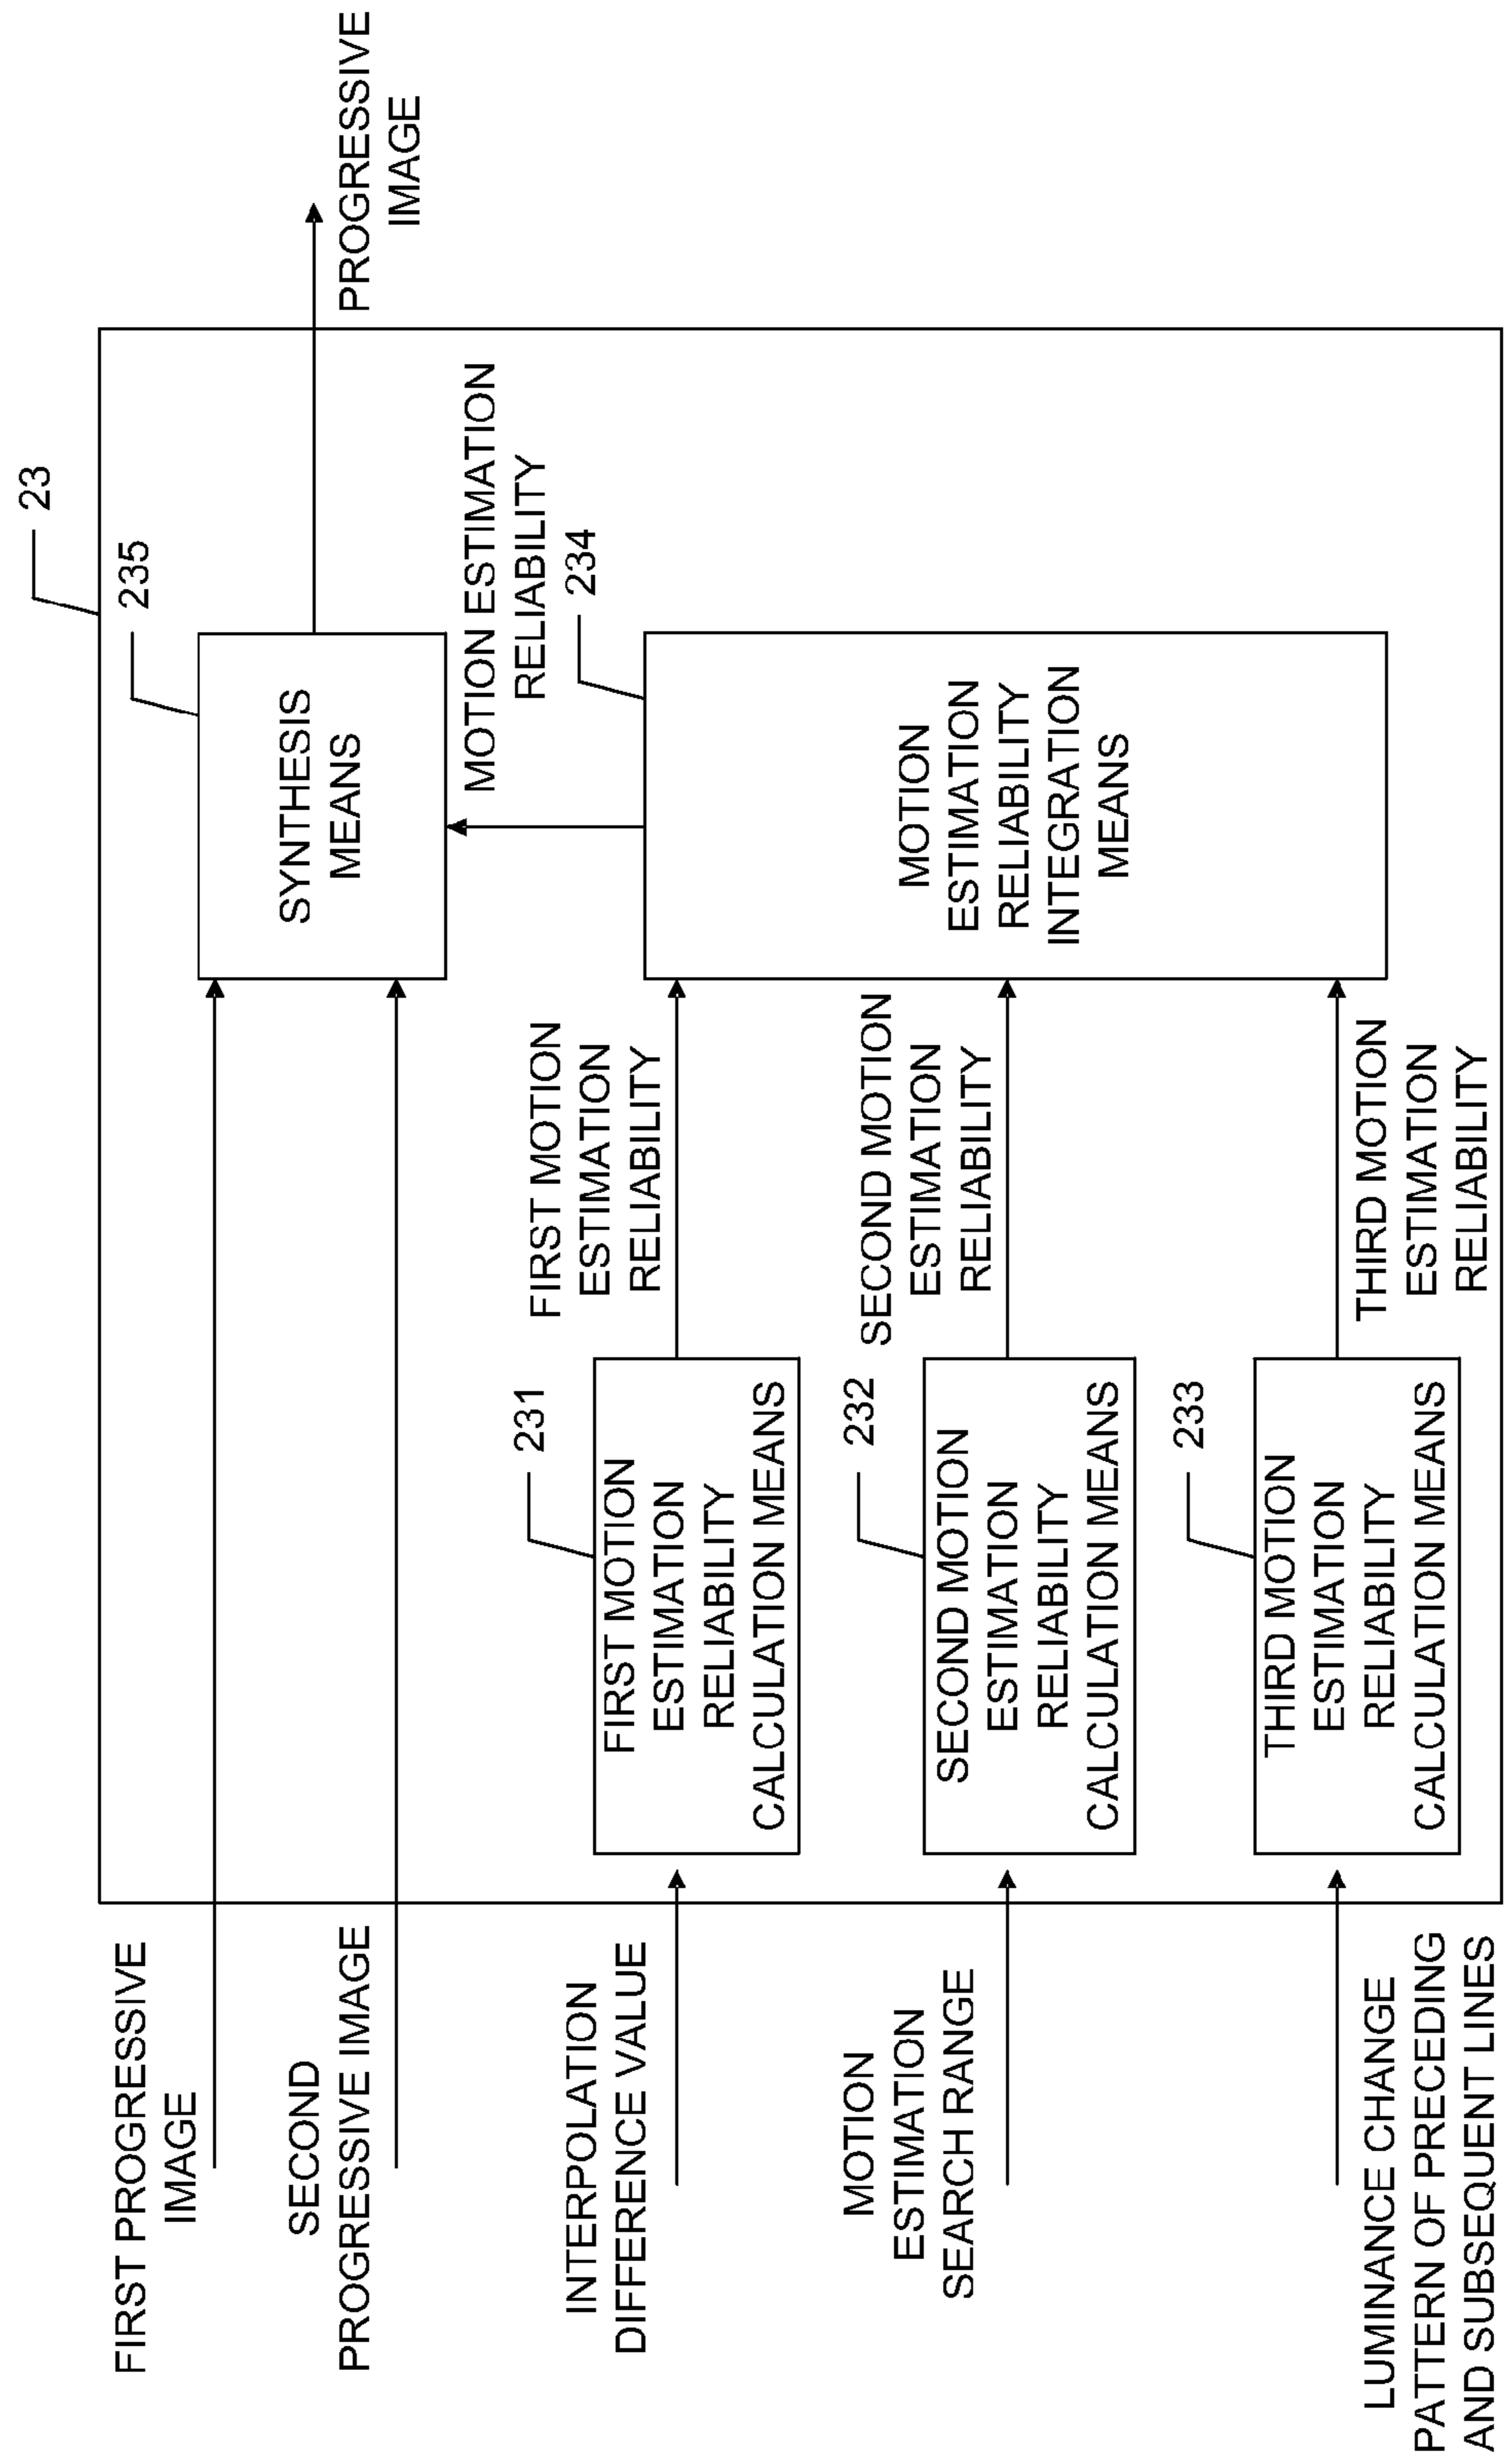 23
235
FIRST PROGRESSIVE
IMAGE
SECOND
PROGRESSIVE IMAGE
SYNTHESIS
MEANS
PROGRESSIVE
IMAGE
MOTION ESTIMATION
RELIABILITY
INTERPOLATION
DIFFERENCE VALUE
231
FIRST MOTION
ESTIMATION
RELIABILITY
CALCULATION MEANS
FIRST MOTION
ESTIMATION
RELIABILITY
234
MOTION
ESTIMATION
RELIABILITY
INTEGRATION
MEANS
MOTION
ESTIMATION
SEARCH RANGE
232
SECOND MOTION
ESTIMATION
RELIABILITY
CALCULATION MEANS
SECOND MOTION
ESTIMATION
RELIABILITY
LUMINANCE CHANGE
PATTERN OF PRECEDING
AND SUBSEQUENT LINES
233
THIRD MOTION
ESTIMATION
RELIABILITY
CALCULATION MEANS
THIRD MOTION
ESTIMATION
RELIABILITY